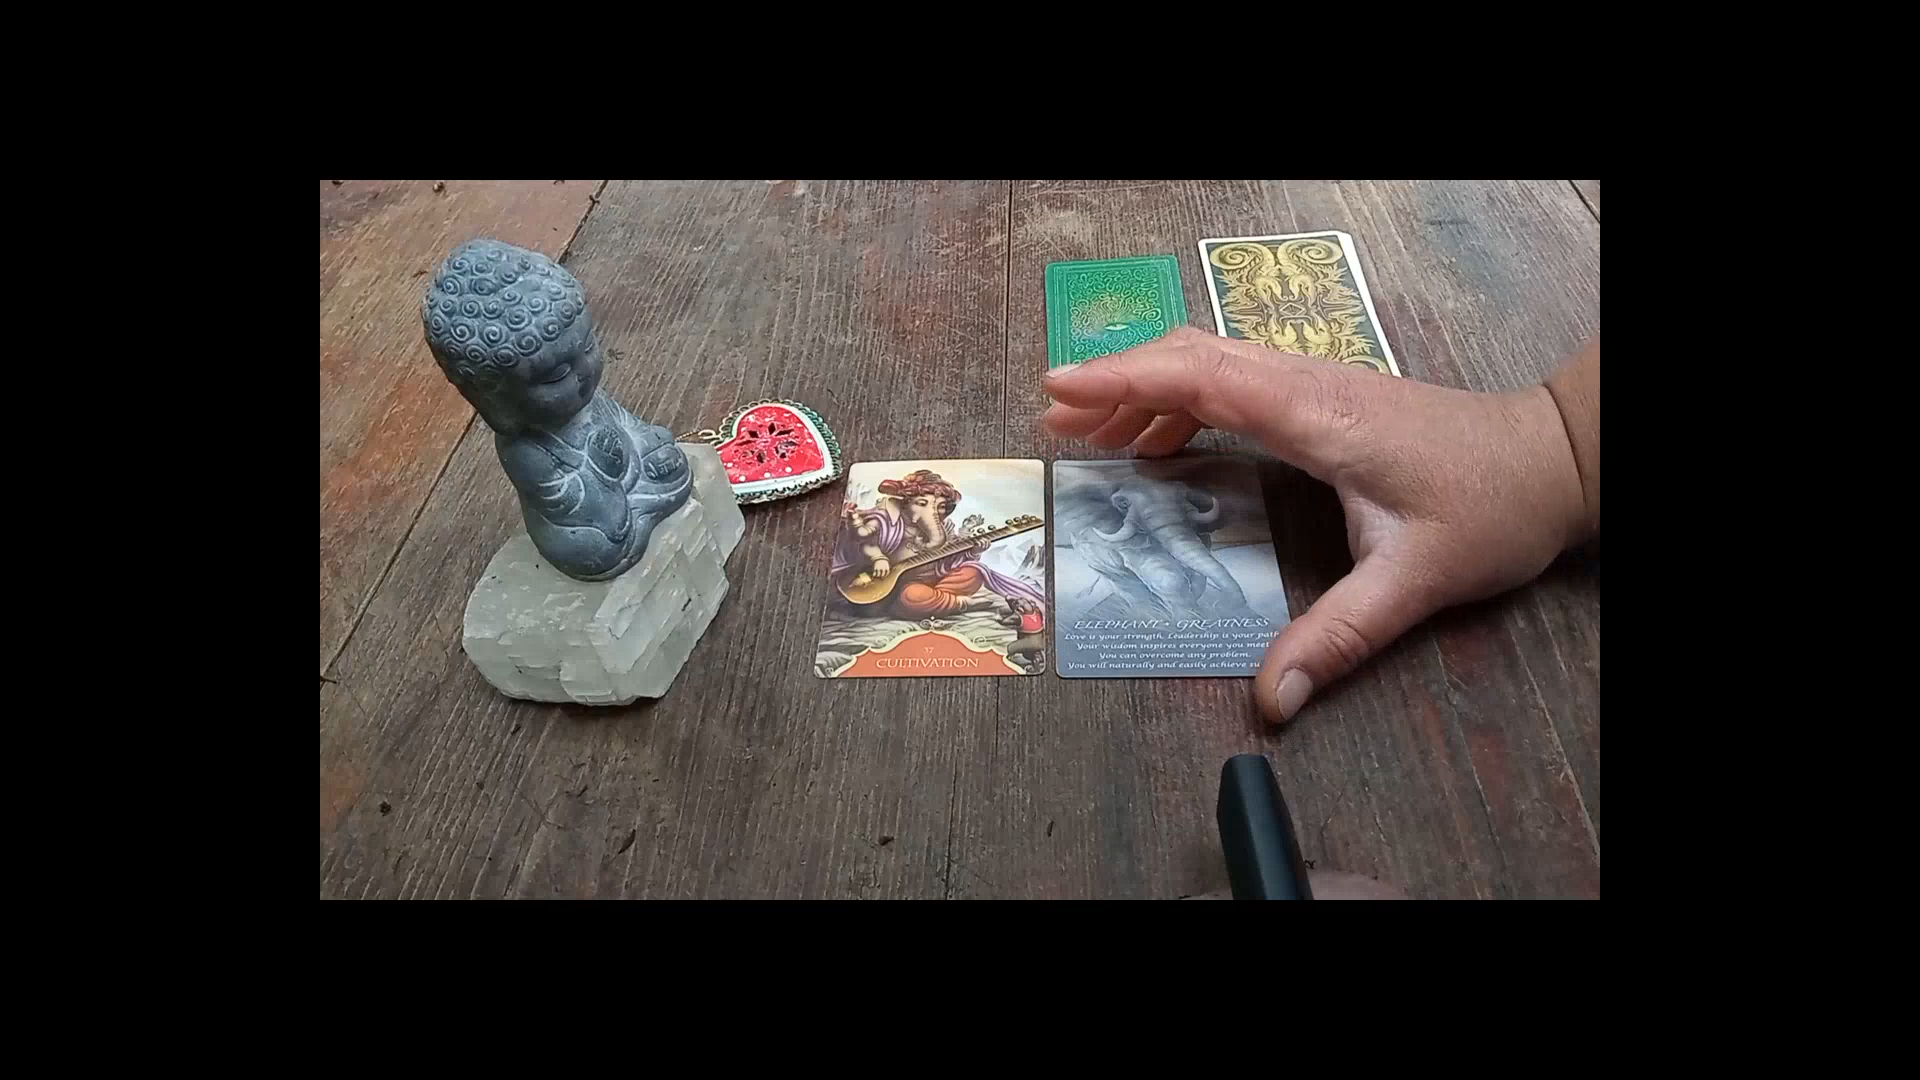 37
CULTIVATION
ELEPHANT • GREATNESS
Love is your strength. Leadership is your path
Your wisdom inspires everyone you meet
You can overcome any problem.
You will naturally and easily achieve su